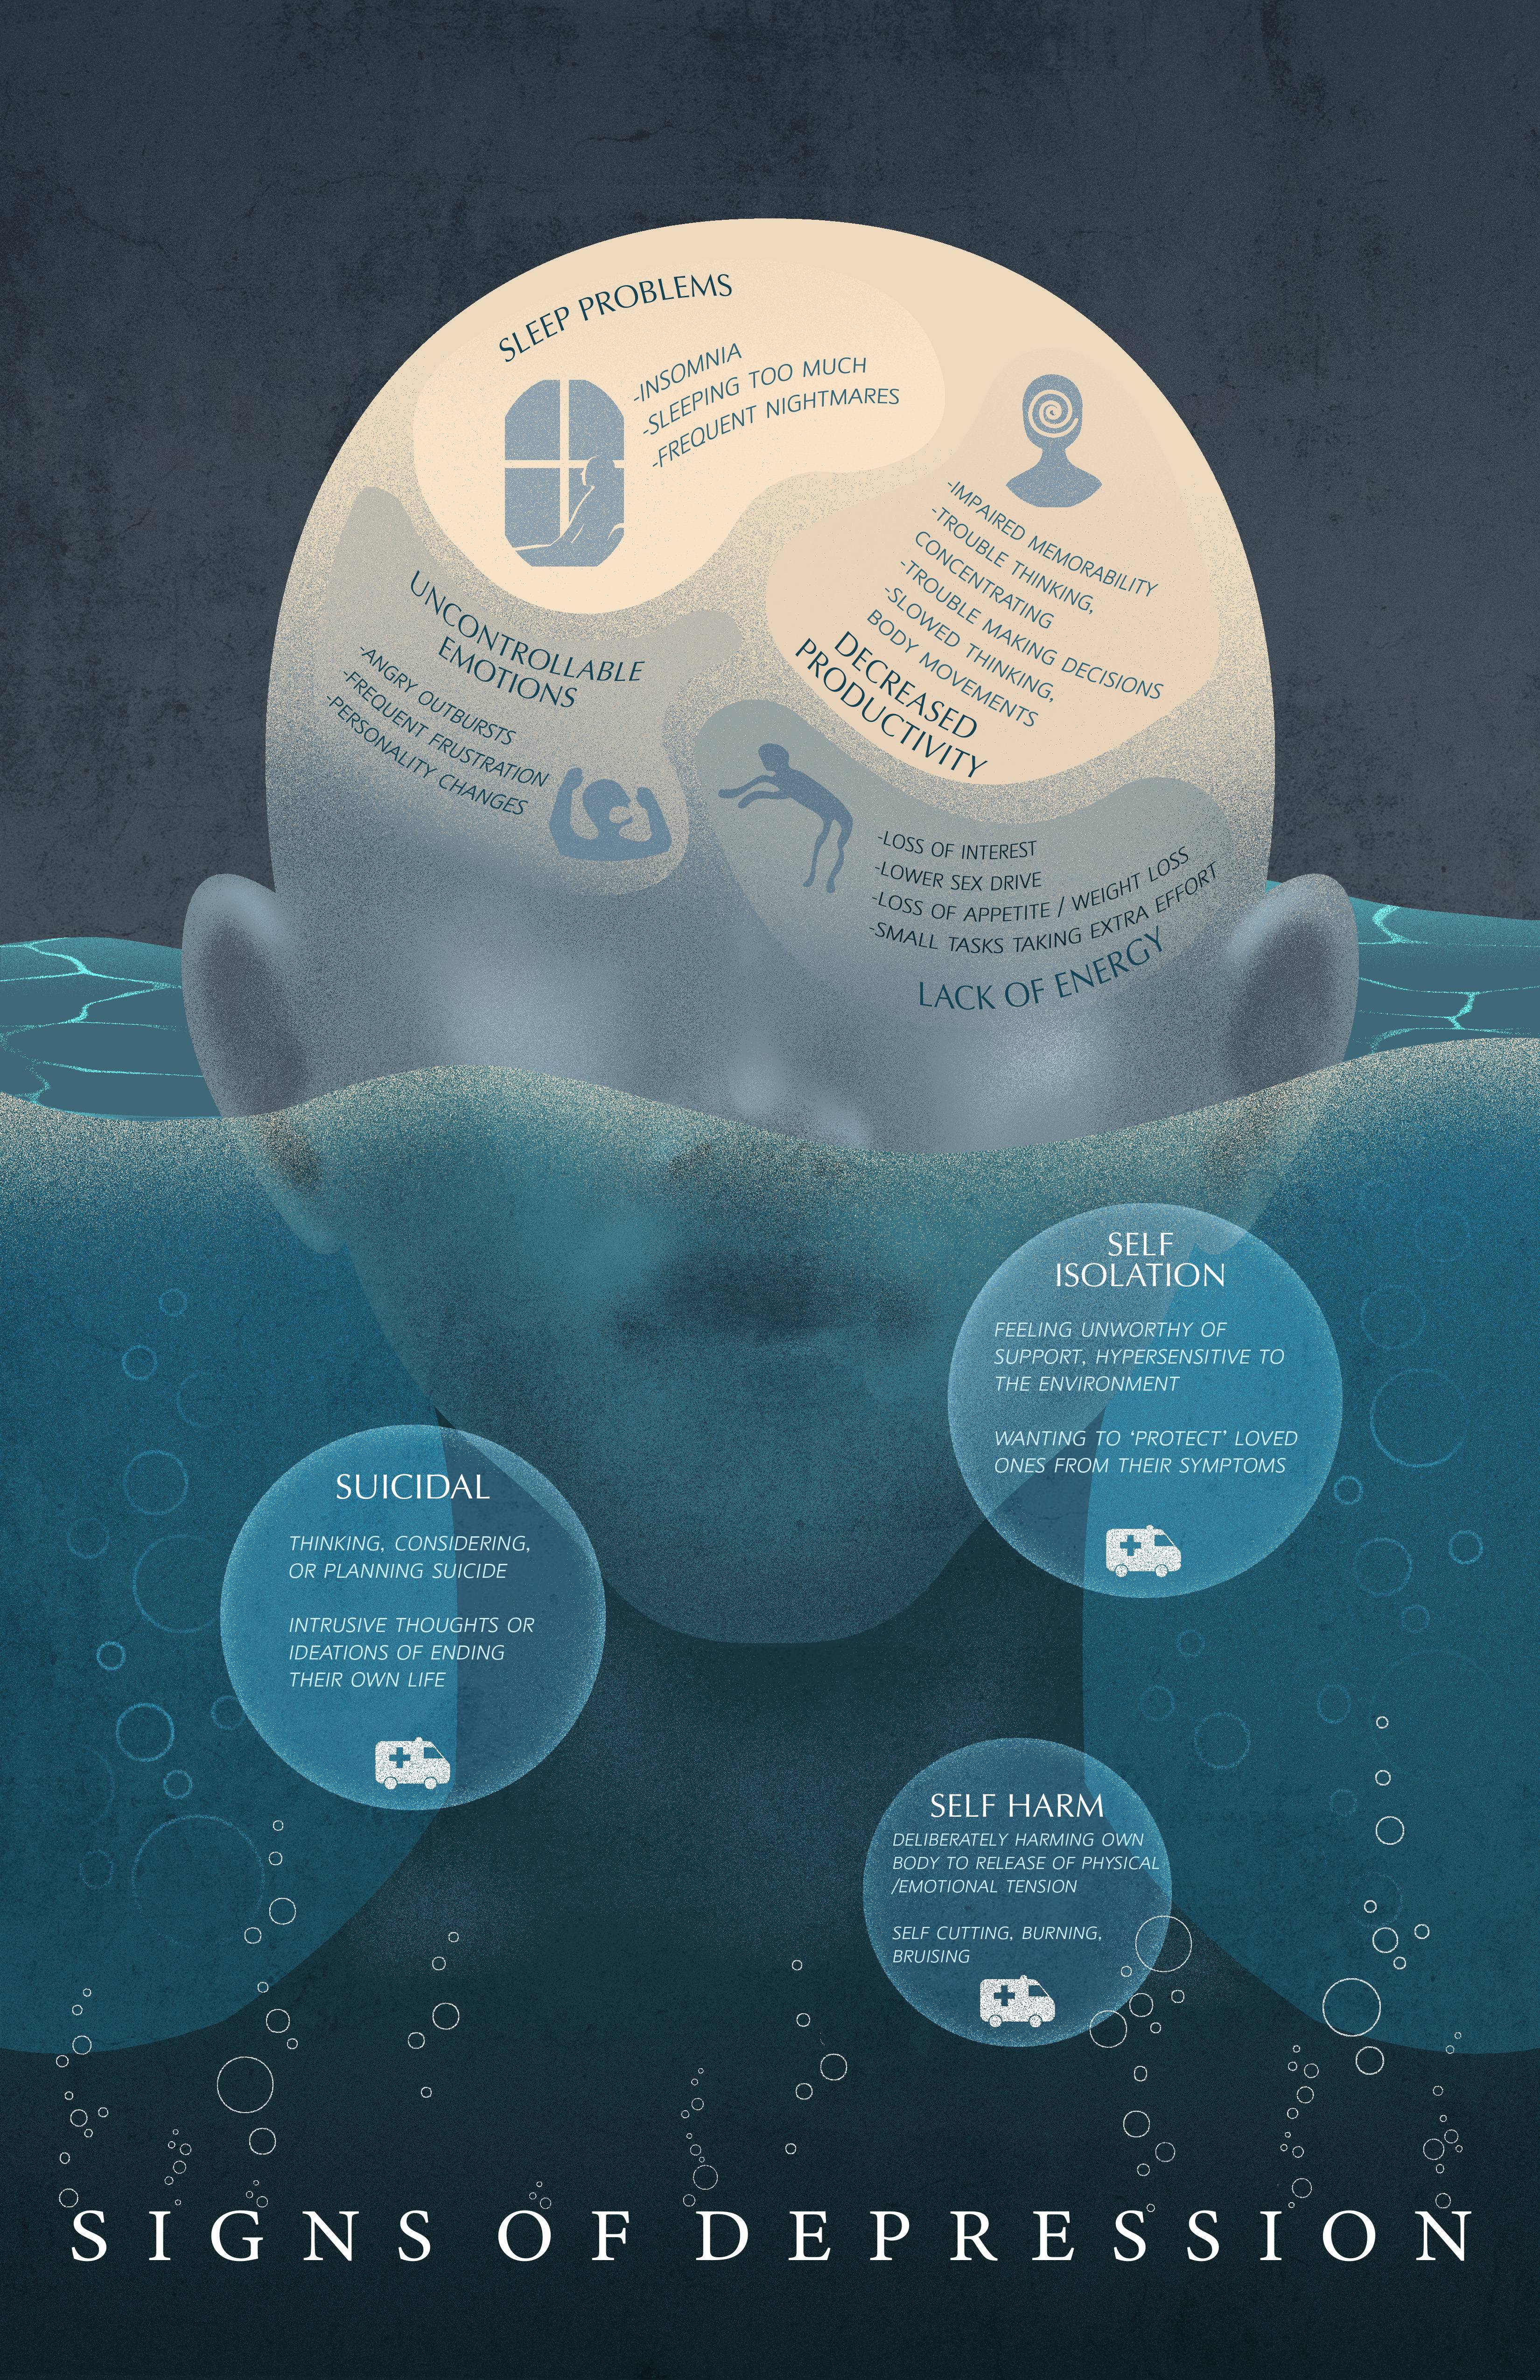 SLEEP PROBLEMS
-INSOMNIA
-SLEEPING TOO MUCH
-FREQUENT NIGHTMARES
-IMPAIRED MEMORABILITY
-TROUBLE THINKING,
CONCENTRATING
-TROUBLE MAKING DECISIONS
-SLOWED THINKING,
BODY MOVEMENTS
DECREASED
PRODUCTIVITY
UNCONTROLLABLE
EMOTIONS
-ANGRY OUTBURSTS
-FREQUENT FRUSTRATION
-PERSONALITY CHANGES
-LOSS OF INTEREST
-LOWER SEX DRIVE
-LOSS OF APPETITE / WEIGHT LOSS
-SMALL TASKS TAKING EXTRA EFFORT
LACK OF ENERGY
SELF
ISOLATION
FEELING UNWORTHY OF
SUPPORT, HYPERSENSITIVE TO
THE ENVIRONMENT
WANTING TO ‘PROTECT’ LOVED
ONES FROM THEIR SYMPTOMS
SUICIDAL
THINKING, CONSIDERING,
OR PLANNING SUICIDE
INTRUSIVE THOUGHTS OR
IDEATIONS OF ENDING
THEIR OWN LIFE
SELF HARM
DELIBERATELY HARMING OWN
BODY TO RELEASE OF PHYSICAL
/EMOTIONAL TENSION
SELF CUTTING, BURNING,
BRUISING
SIGNS OF DEPRESSION